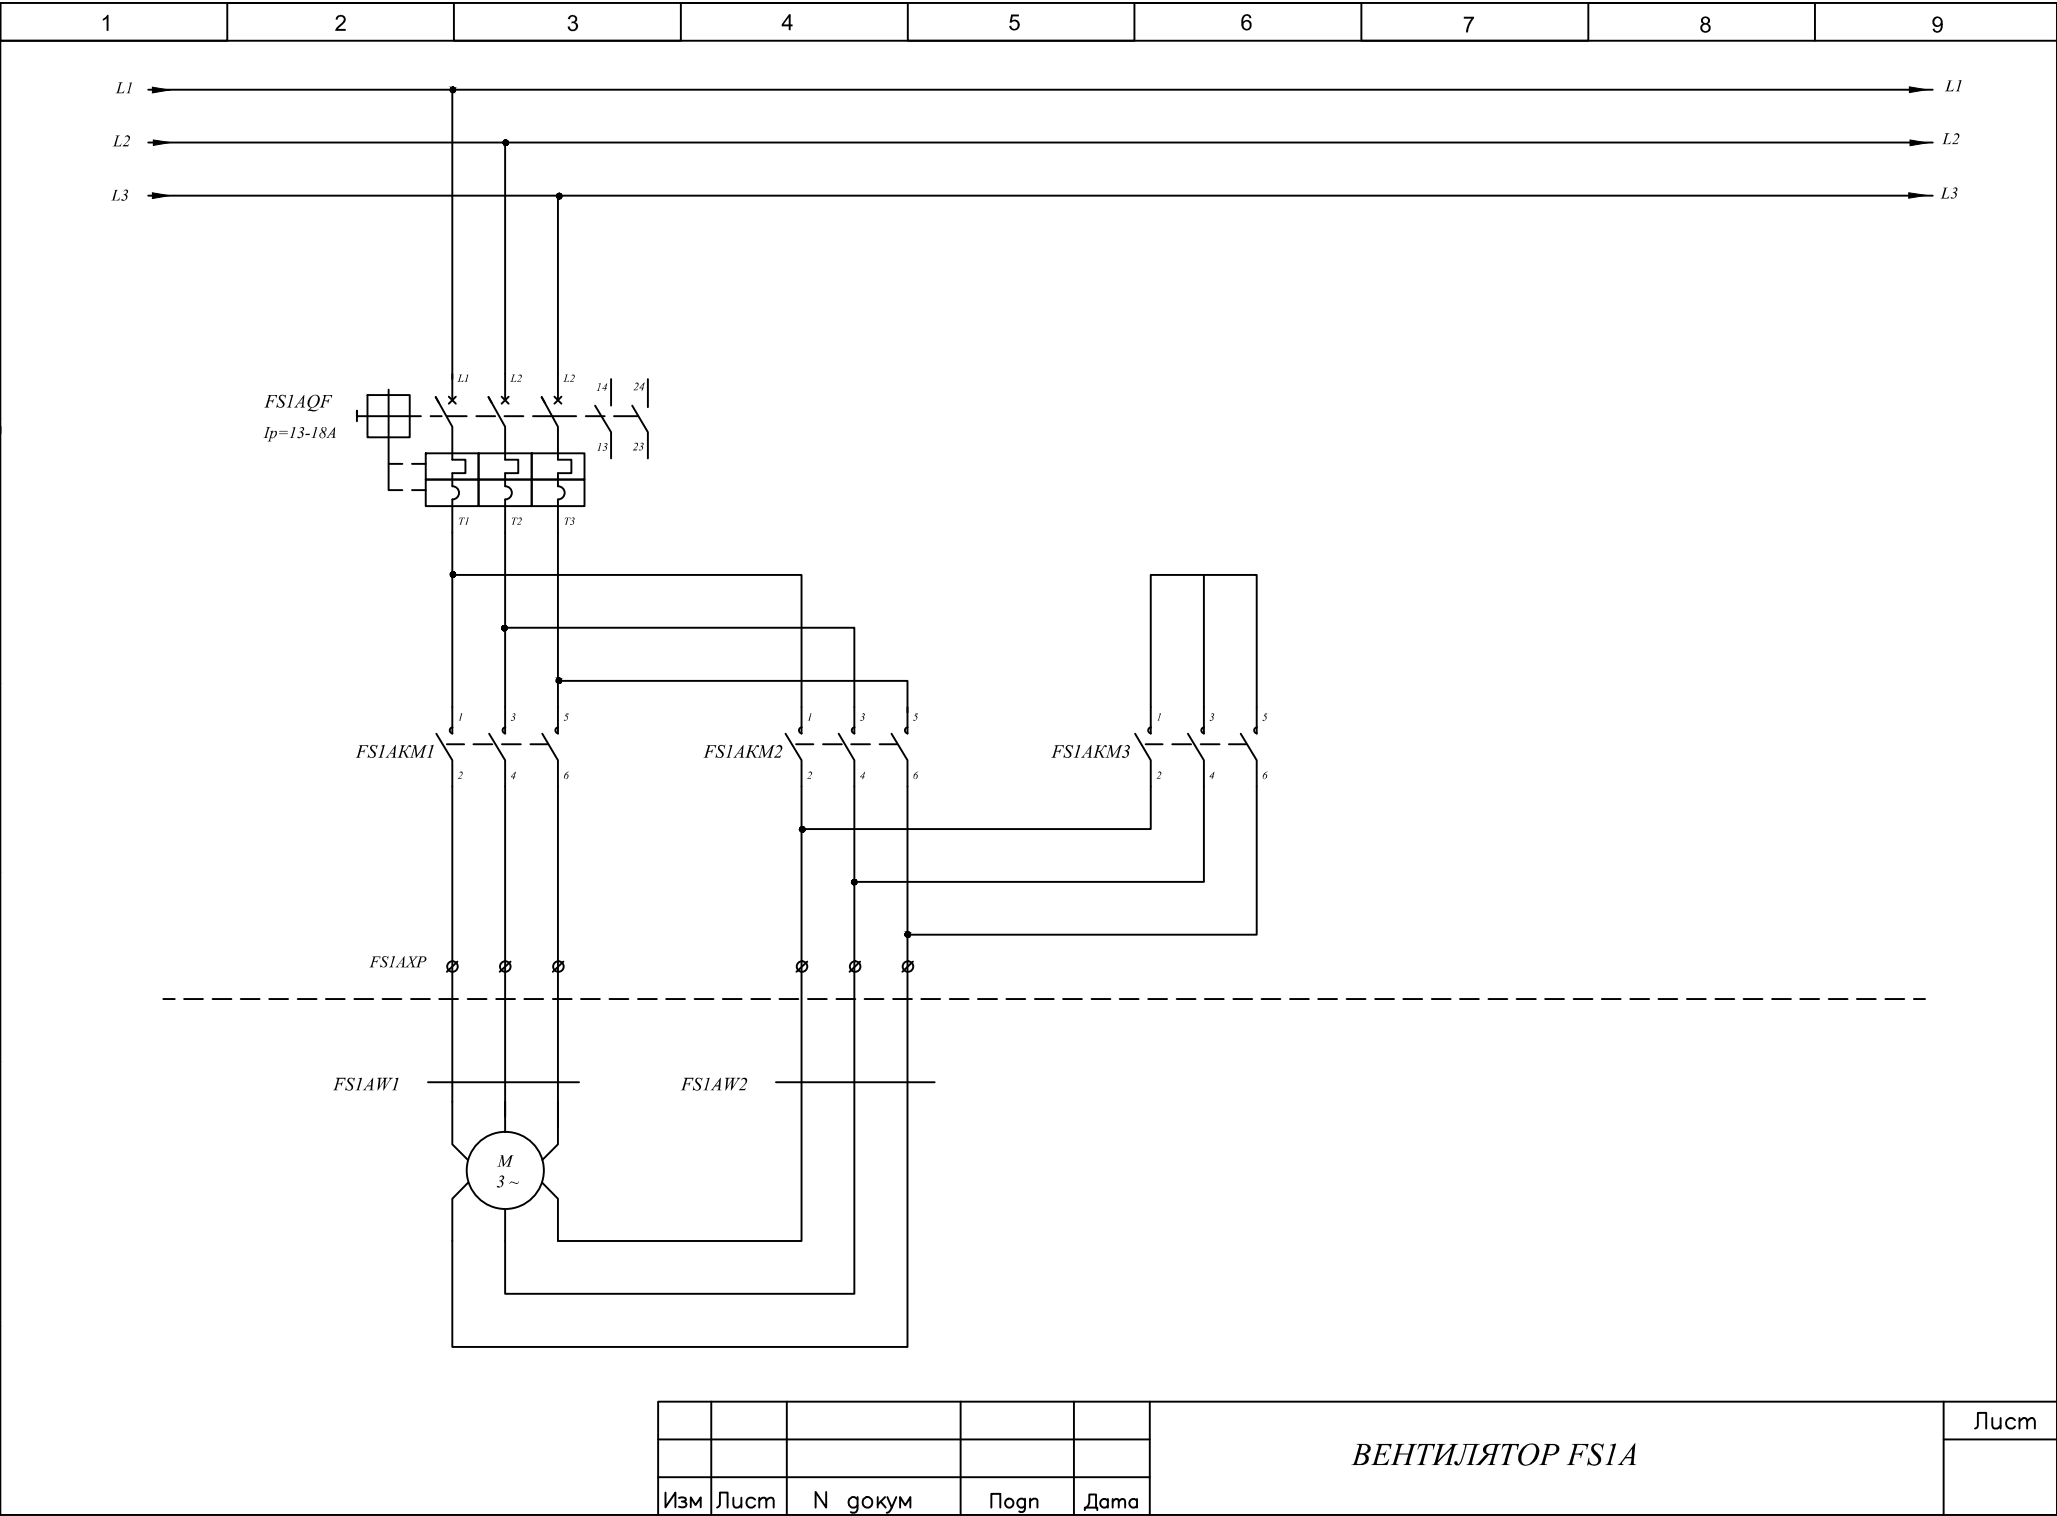 1 2 3 4 5 6 7 8 9
L1 L1
L2 L2
L3 L3
L1 L2 L2 14 24
FS1AQF
Ip=13-18A
13 23
T1 T2 T3
1 3 5 1 3 5 1 3 5
FS1AKM1 FS1AKM2 FS1AKM3
2 4 6 2 4 6 2 4 6
FS1AXP
FS1AW1 FS1AW2
M
3 ~
Лист
ВЕНТИЛЯТОР FS1A
Изм Лист N докум Подп Дата